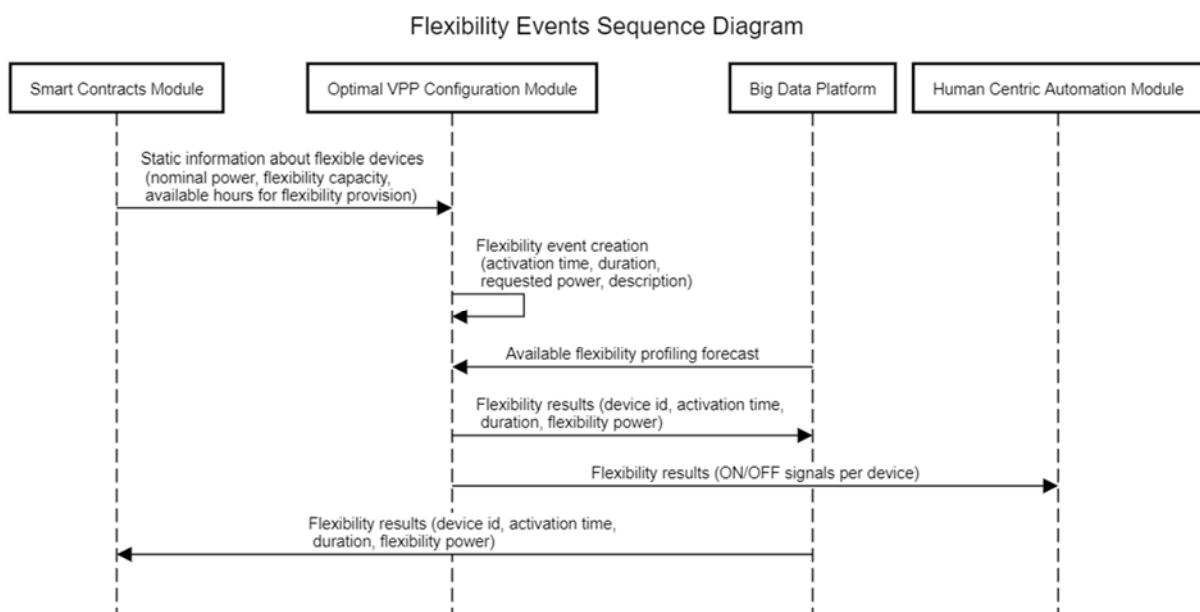 Flexibility Events Sequence Diagram
Smart Contracts Module
Optimal VPP Configuration Module
Big Data Platform
Human Centric Automation Module
Static information about flexible devices
(nominal power, flexibility capacity,
available hours for flexibility provision)
Flexibility event creation
(activation time, duration,
requested power, description)
Available flexibility profiling forecast
Flexibility results (device id, activation time,
duration, flexibility power)
Flexibility results (ON/OFF signals per device)
Flexibility results (device id, activation time,
duration, flexibility power)